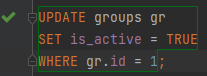 UPDATE groups gr
SET is_active = TRUE
WHERE gr.id = 1;